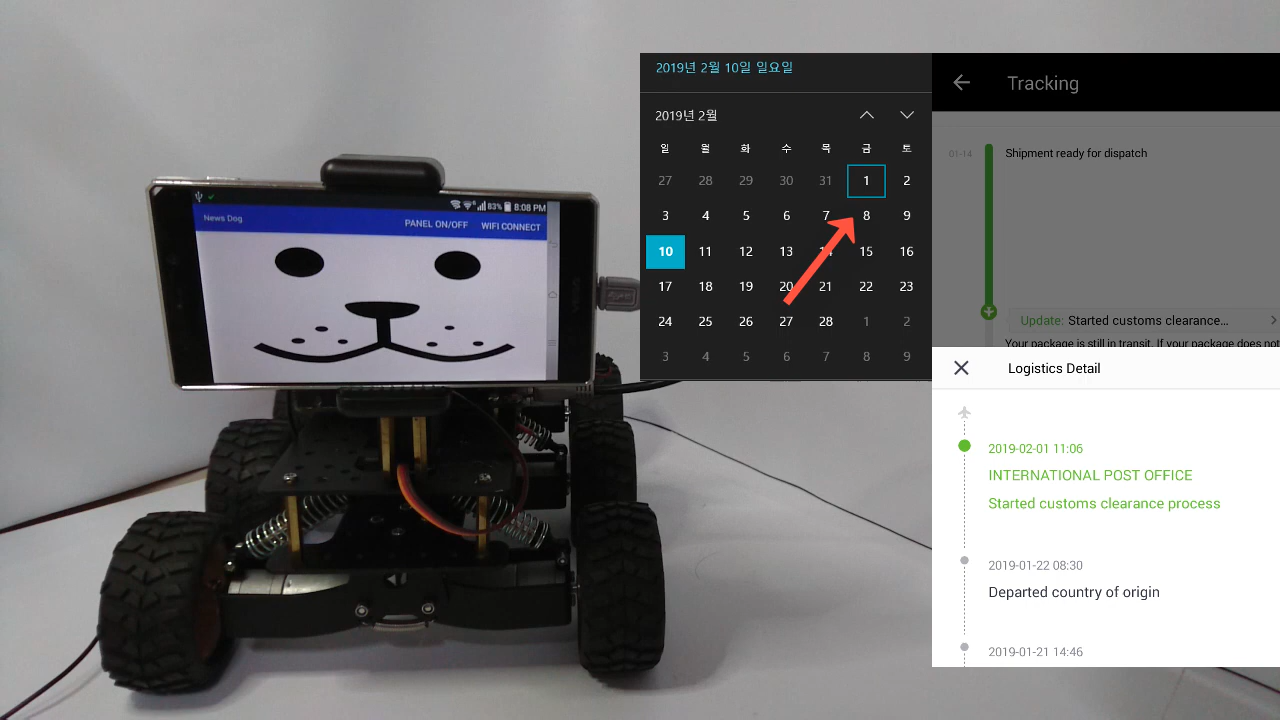 83% 8:08 PM
News Dog
PANEL ON/OFF WIFI CONNECT
2019년 2월 10일 일요일
2019년 2월
일 월 화 수 목 금 토
27 28 29 30 31 1 2
3 4 5 6 7 8 9
10 11 12 13 14 15 16
17 18 19 20 21 22 23
24 25 26 27 28 1 2
3 4 5 6 7 8 9
Tracking
01-14 Shipment ready for dispatch
Update: Started customs clearance...
Your package is still in transit. If your package does not
Logistics Detail
2019-02-01 11:06
INTERNATIONAL POST OFFICE
Started customs clearance process
2019-01-22 08:30
Departed country of origin
2019-01-21 14:46